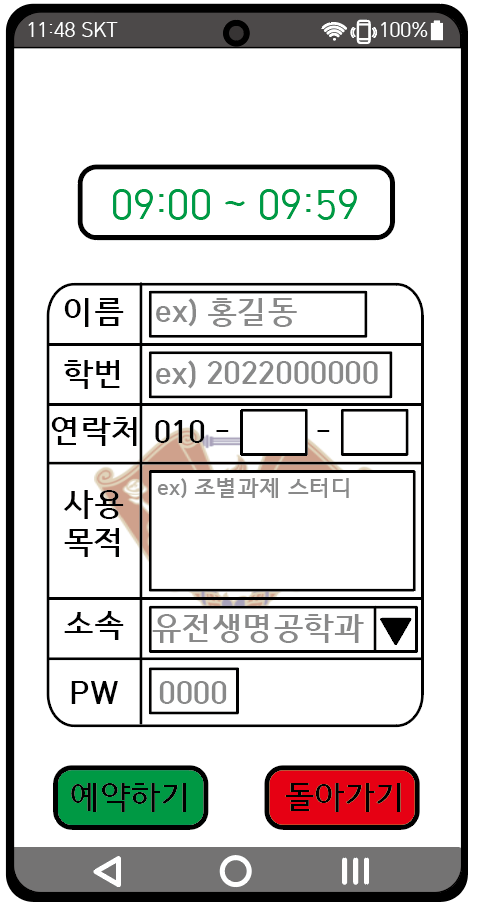 11:48 SKT 100%
09:00 ~ 09:59
이름 ex) 홍길동
학번 ex) 2022000000
연락처 010 - -
사용
목적
ex) 조별과제 스터디
소속 유전생명공학과
PW 0000
예약하기 돌아가기